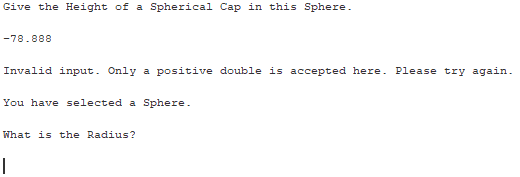 Give the Height of a Spherical Cap in this Sphere.
-78.888
Invalid input. Only a positive double is accepted here. Please try again.
You have selected a Sphere.
What is the Radius?